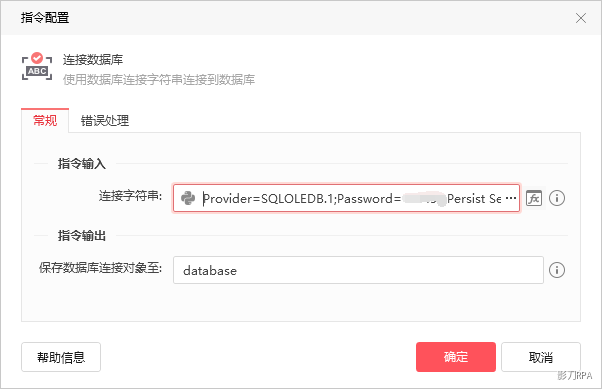 指令配置
ABC
连接数据库
使用数据库连接字符串连接到数据库
常规 错误处理
指令输入
连接字符串: Provider=SQLOLEDB.1;Password= Persist Se ··· fx
指令输出
保存数据库连接对象至: database
帮助信息 确定 取消
影刀RPA